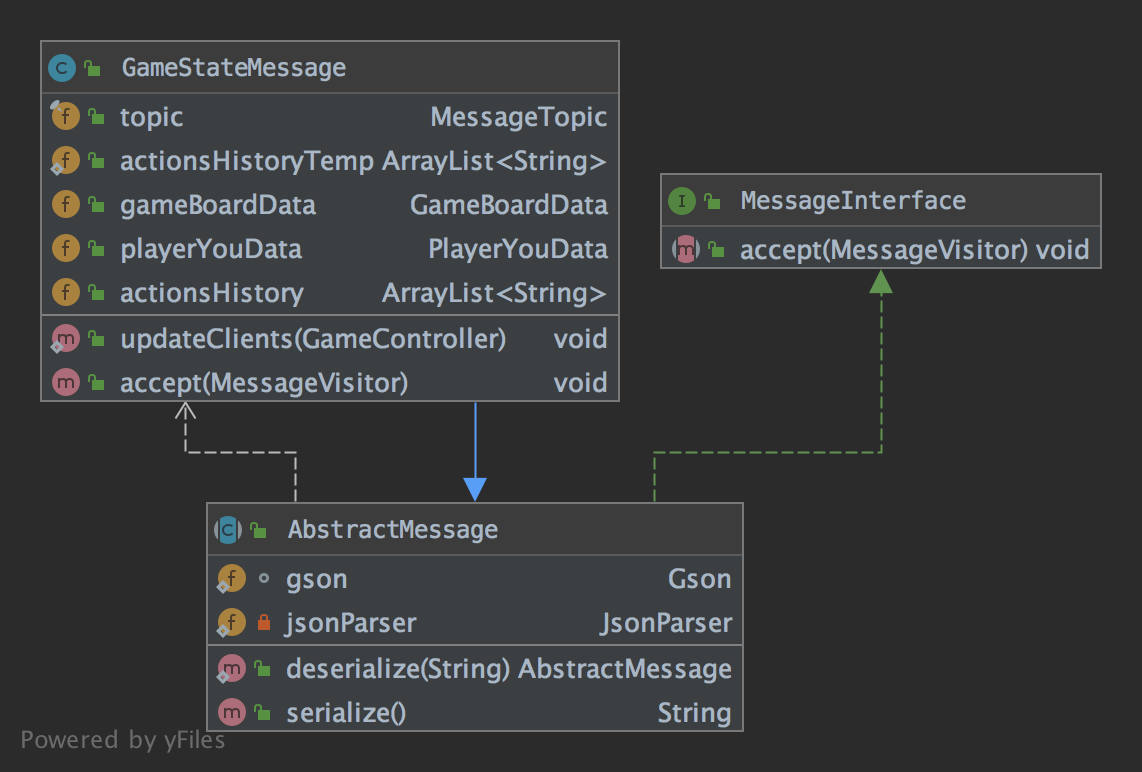 GameStateMessage
topic MessageTopic
actionsHistoryTemp ArrayList<String>
gameBoardData GameBoardData
playerYouData PlayerYouData
actionsHistory ArrayList<String>
updateClients(GameController) void
accept(MessageVisitor) void
MessageInterface
accept(MessageVisitor) void
AbstractMessage
gson Gson
jsonParser JsonParser
deserialize(String) AbstractMessage
serialize() String
Powered by yFiles